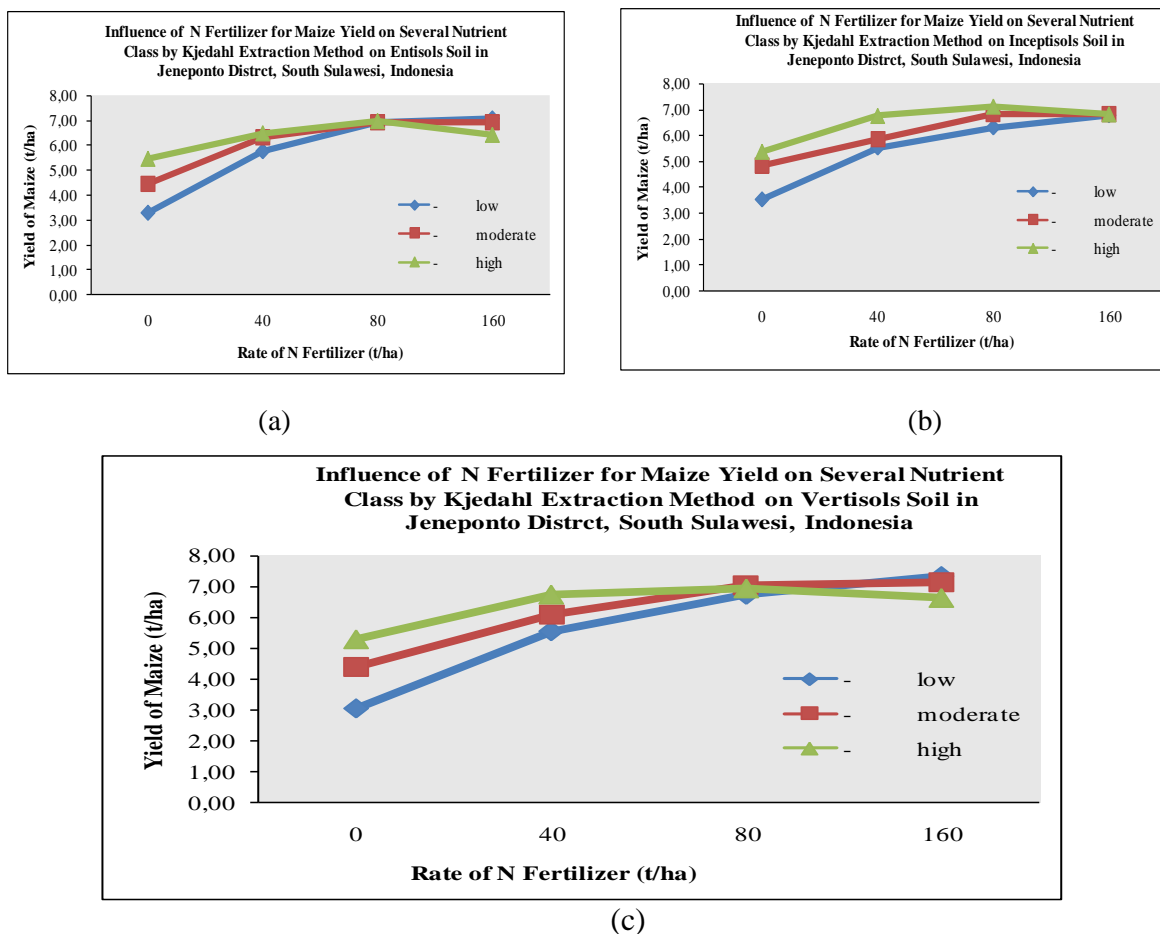 Influence of N Fertilizer for Maize Yield on Several Nutrient
Class by Kjedahl Extraction Method on Entisols Soil in
Jeneponto Distrct, South Sulawesi, Indonesia
8,00
7,00
6,00
5,00
4,00
3,00
2,00
1,00
0,00
Yield of Maize (t/ha)
- low
- moderate
- high
0 40 80 160
Rate of N Fertilizer (t/ha)
(a)
Influence of N Fertilizer for Maize Yield on Several Nutrient
Class by Kjedahl Extraction Method on Inceptisols Soil in
Jeneponto Distrct, South Sulawesi, Indonesia
8,00
7,00
6,00
5,00
4,00
3,00
2,00
1,00
0,00
Yield of Maize (t/ha)
- low
- moderate
- high
0 40 80 160
Rate of N Fertilizer (t/ha)
(b)
Influence of N Fertilizer for Maize Yield on Several Nutrient
Class by Kjedahl Extraction Method on Vertisols Soil in
Jeneponto Distrct, South Sulawesi, Indonesia
8,00
7,00
6,00
5,00
4,00
3,00
2,00
1,00
0,00
Yield of Maize (t/ha)
- low
- moderate
- high
0 40 80 160
Rate of N Fertilizer (t/ha)
(c)